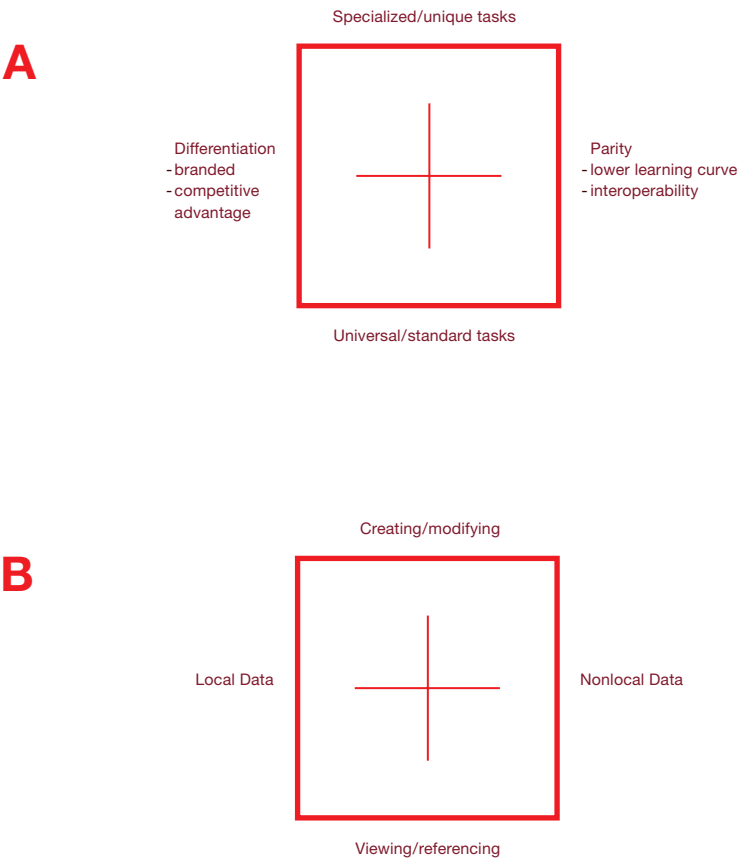 A
Specialized/unique tasks
Differentiation
- branded
- competitive
advantage
Parity
- lower learning curve
- interoperability
Universal/standard tasks
B
Creating/modifying
Local Data
Nonlocal Data
Viewing/referencing